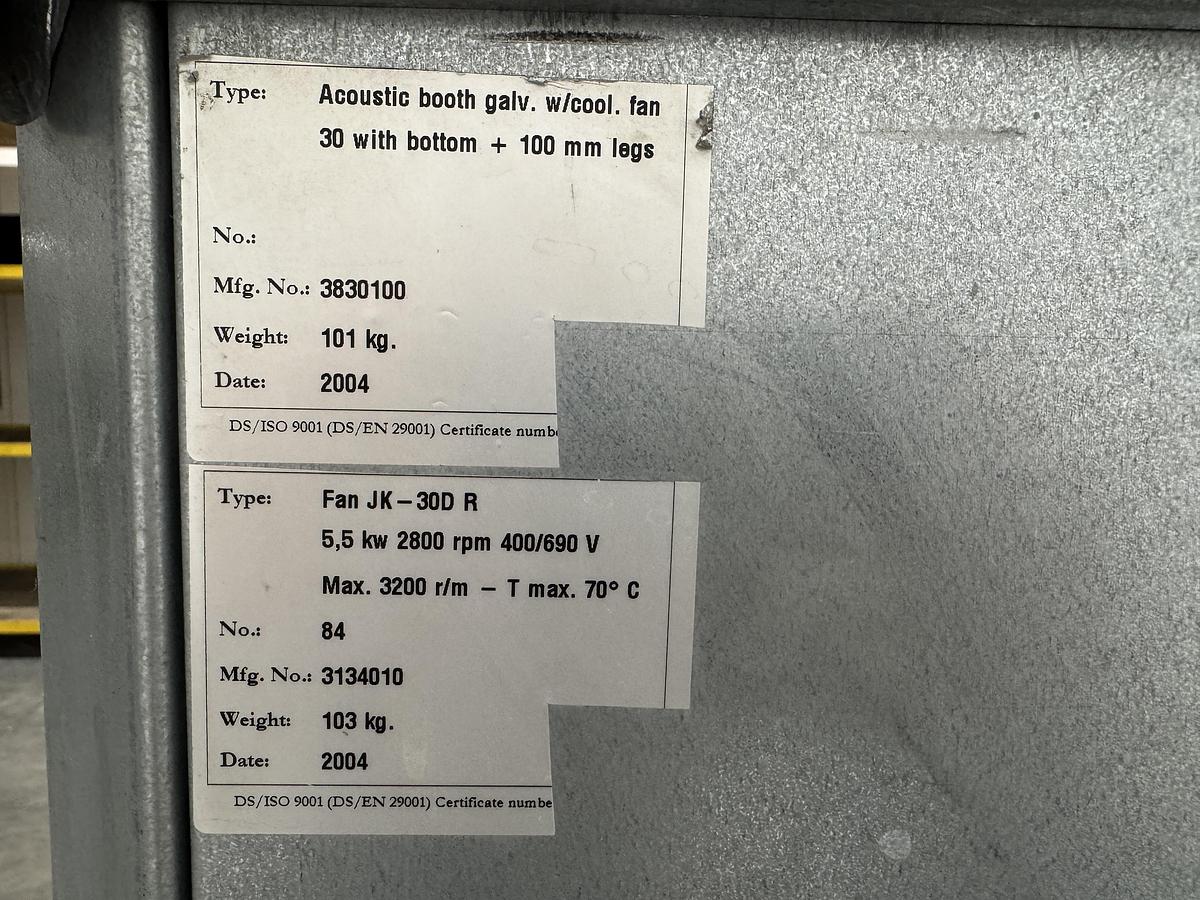 Type: Acoustic booth galv. w/cool. fan
30 with bottom + 100 mm legs
No.:
Mfg. No.: 3830100
Weight: 101 kg.
Date: 2004
DS/ISO 9001 (DS/EN 29001) Certificate numb
Type: Fan JK–30D R
5,5 kw 2800 rpm 400/690 V
Max. 3200 r/m – T max. 70° C
No.: 84
Mfg. No.: 3134010
Weight: 103 kg.
Date: 2004
DS/ISO 9001 (DS/EN 29001) Certificate numbe